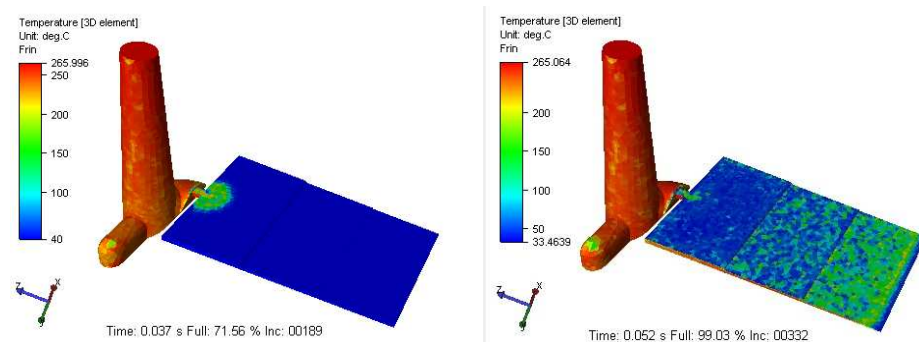 Temperature [3D element]
Unit: deg.C
Frin
265.996
250
200
150
100
40
z
x
y
Time: 0.037 s Full: 71.56 % Inc: 00189
Temperature [3D element]
Unit: deg.C
Frin
265.064
250
200
150
100
50
33.4639
z
x
y
Time: 0.052 s Full: 99.03 % Inc: 00332